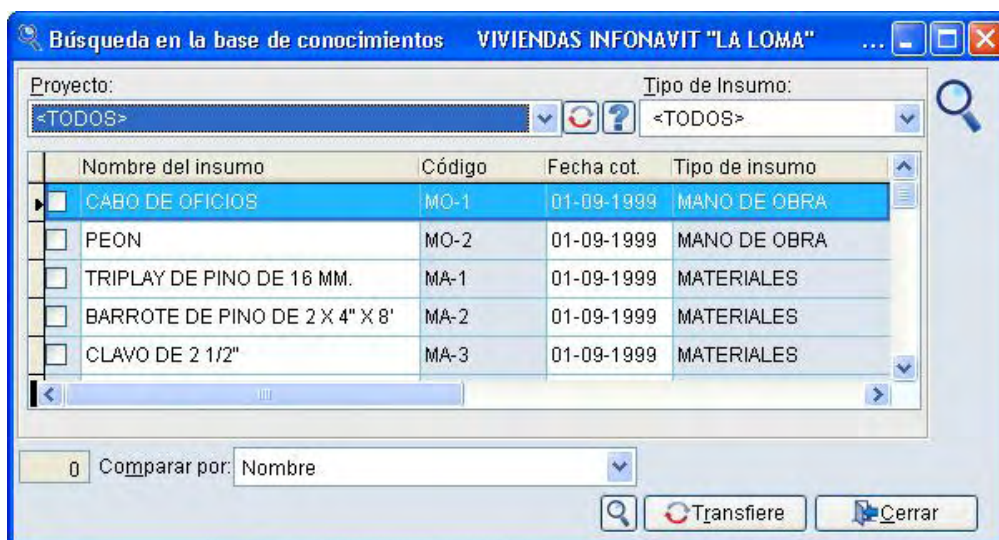 Búsqueda en la base de conocimientos VIVIENDAS INFONAVIT "LA LOMA" ...
Proyecto: Tipo de Insumo:
<TODOS> <TODOS>
Nombre del insumo Código Fecha cot. Tipo de insumo
CABO DE OFICIOS MO-1 01-09-1999 MANO DE OBRA
PEON MO-2 01-09-1999 MANO DE OBRA
TRIPLAY DE PINO DE 16 MM. MA-1 01-09-1999 MATERIALES
BARROTE DE PINO DE 2 X 4" X 8' MA-2 01-09-1999 MATERIALES
CLAVO DE 2 1/2" MA-3 01-09-1999 MATERIALES
0 Comparar por: Nombre
Transfiere Cerrar